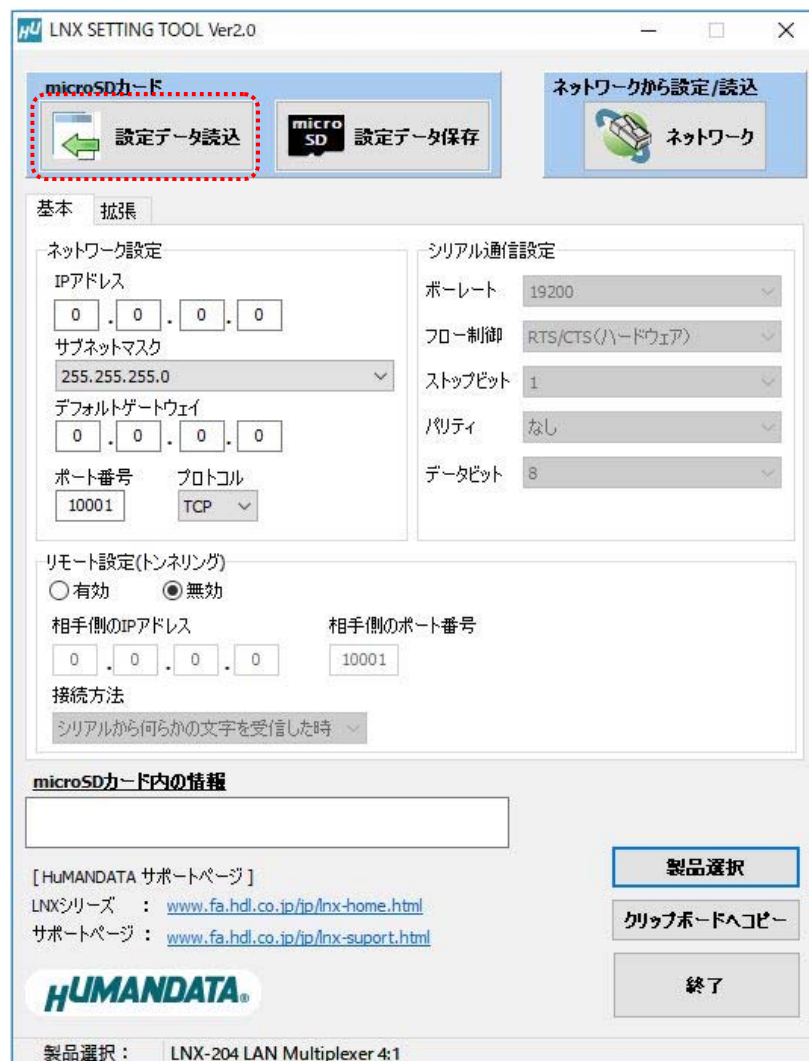 LNX SETTING TOOL Ver2.0
microSDカード
設定データ読込
micro SD
設定データ保存
ネットワークから設定/読込
ネットワーク
基本
拡張
ネットワーク設定
IPアドレス
0 . 0 . 0 . 0
サブネットマスク
255.255.255.0
デフォルトゲートウェイ
0 . 0 . 0 . 0
ポート番号 プロトコル
10001 TCP
シリアル通信設定
ボーレート 19200
フロー制御 RTS/CTS(ハードウェア)
ストップビット 1
パリティ なし
データビット 8
リモート設定(トンネリング)
有効 無効
相手側のIPアドレス 相手側のポート番号
0 . 0 . 0 . 0 10001
接続方法
シリアルから何らかの文字を受信した時
microSDカード内の情報
[ HuMANDATA サポートページ ]
LNXシリーズ : www.fa.hdl.co.jp/jp/lnx-home.html
サポートページ : www.fa.hdl.co.jp/jp/lnx-suport.html
HUMANDATA®
製品選択
クリップボードへコピー
終了
製品選択: LNX-204 LAN Multiplexer 4:1